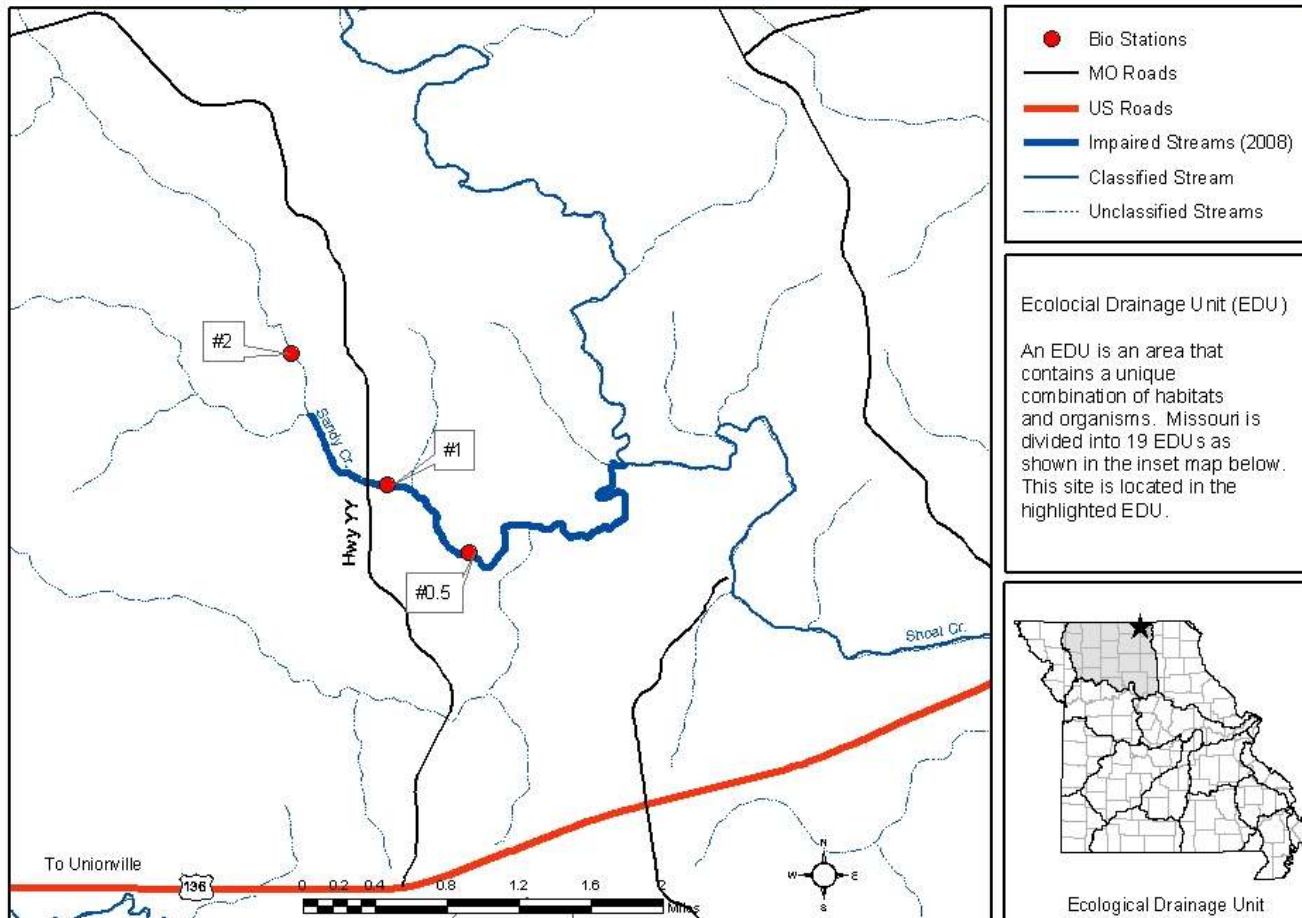 #2
Sandy Cr.
#1
Hwy YY
#0.5
Shoal Cr.
To Unionville
136
N
W
E
S
0 0.2 0.4 0.8 1.2 1.6 2
Miles
Bio Stations
MO Roads
US Roads
Impaired Streams (2008)
Classified Stream
Unclassified Streams
Ecolocial Drainage Unit (EDU)
An EDU is an area that
contains a unique
combination of habitats
and organisms. Missouri is
divided into 19 EDUs as
shown in the inset map below.
This site is located in the
highlighted EDU.
Ecological Drainage Unit